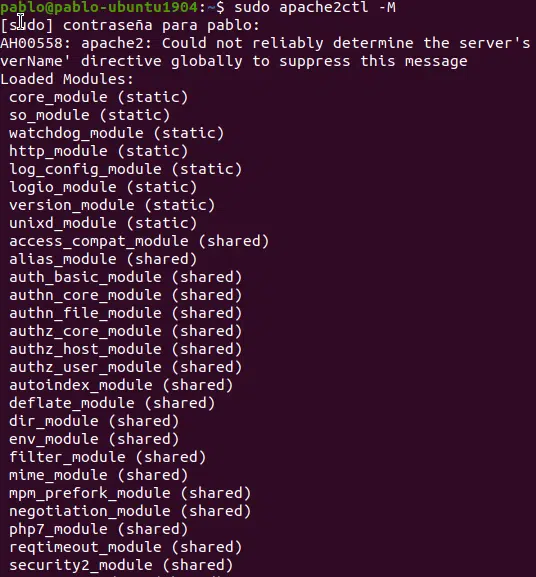 pablo@pablo-ubuntu1904:~$ sudo apache2ctl -M
[sudo] contraseña para pablo:
AH00558: apache2: Could not reliably determine the server's
verName' directive globally to suppress this message
Loaded Modules:
core_module (static)
so_module (static)
watchdog_module (static)
http_module (static)
log_config_module (static)
logio_module (static)
version_module (static)
unixd_module (static)
access_compat_module (shared)
alias_module (shared)
auth_basic_module (shared)
authn_core_module (shared)
authn_file_module (shared)
authz_core_module (shared)
authz_host_module (shared)
authz_user_module (shared)
autoindex_module (shared)
deflate_module (shared)
dir_module (shared)
env_module (shared)
filter_module (shared)
mime_module (shared)
mpm_prefork_module (shared)
negotiation_module (shared)
php7_module (shared)
reqtimeout_module (shared)
security2_module (shared)